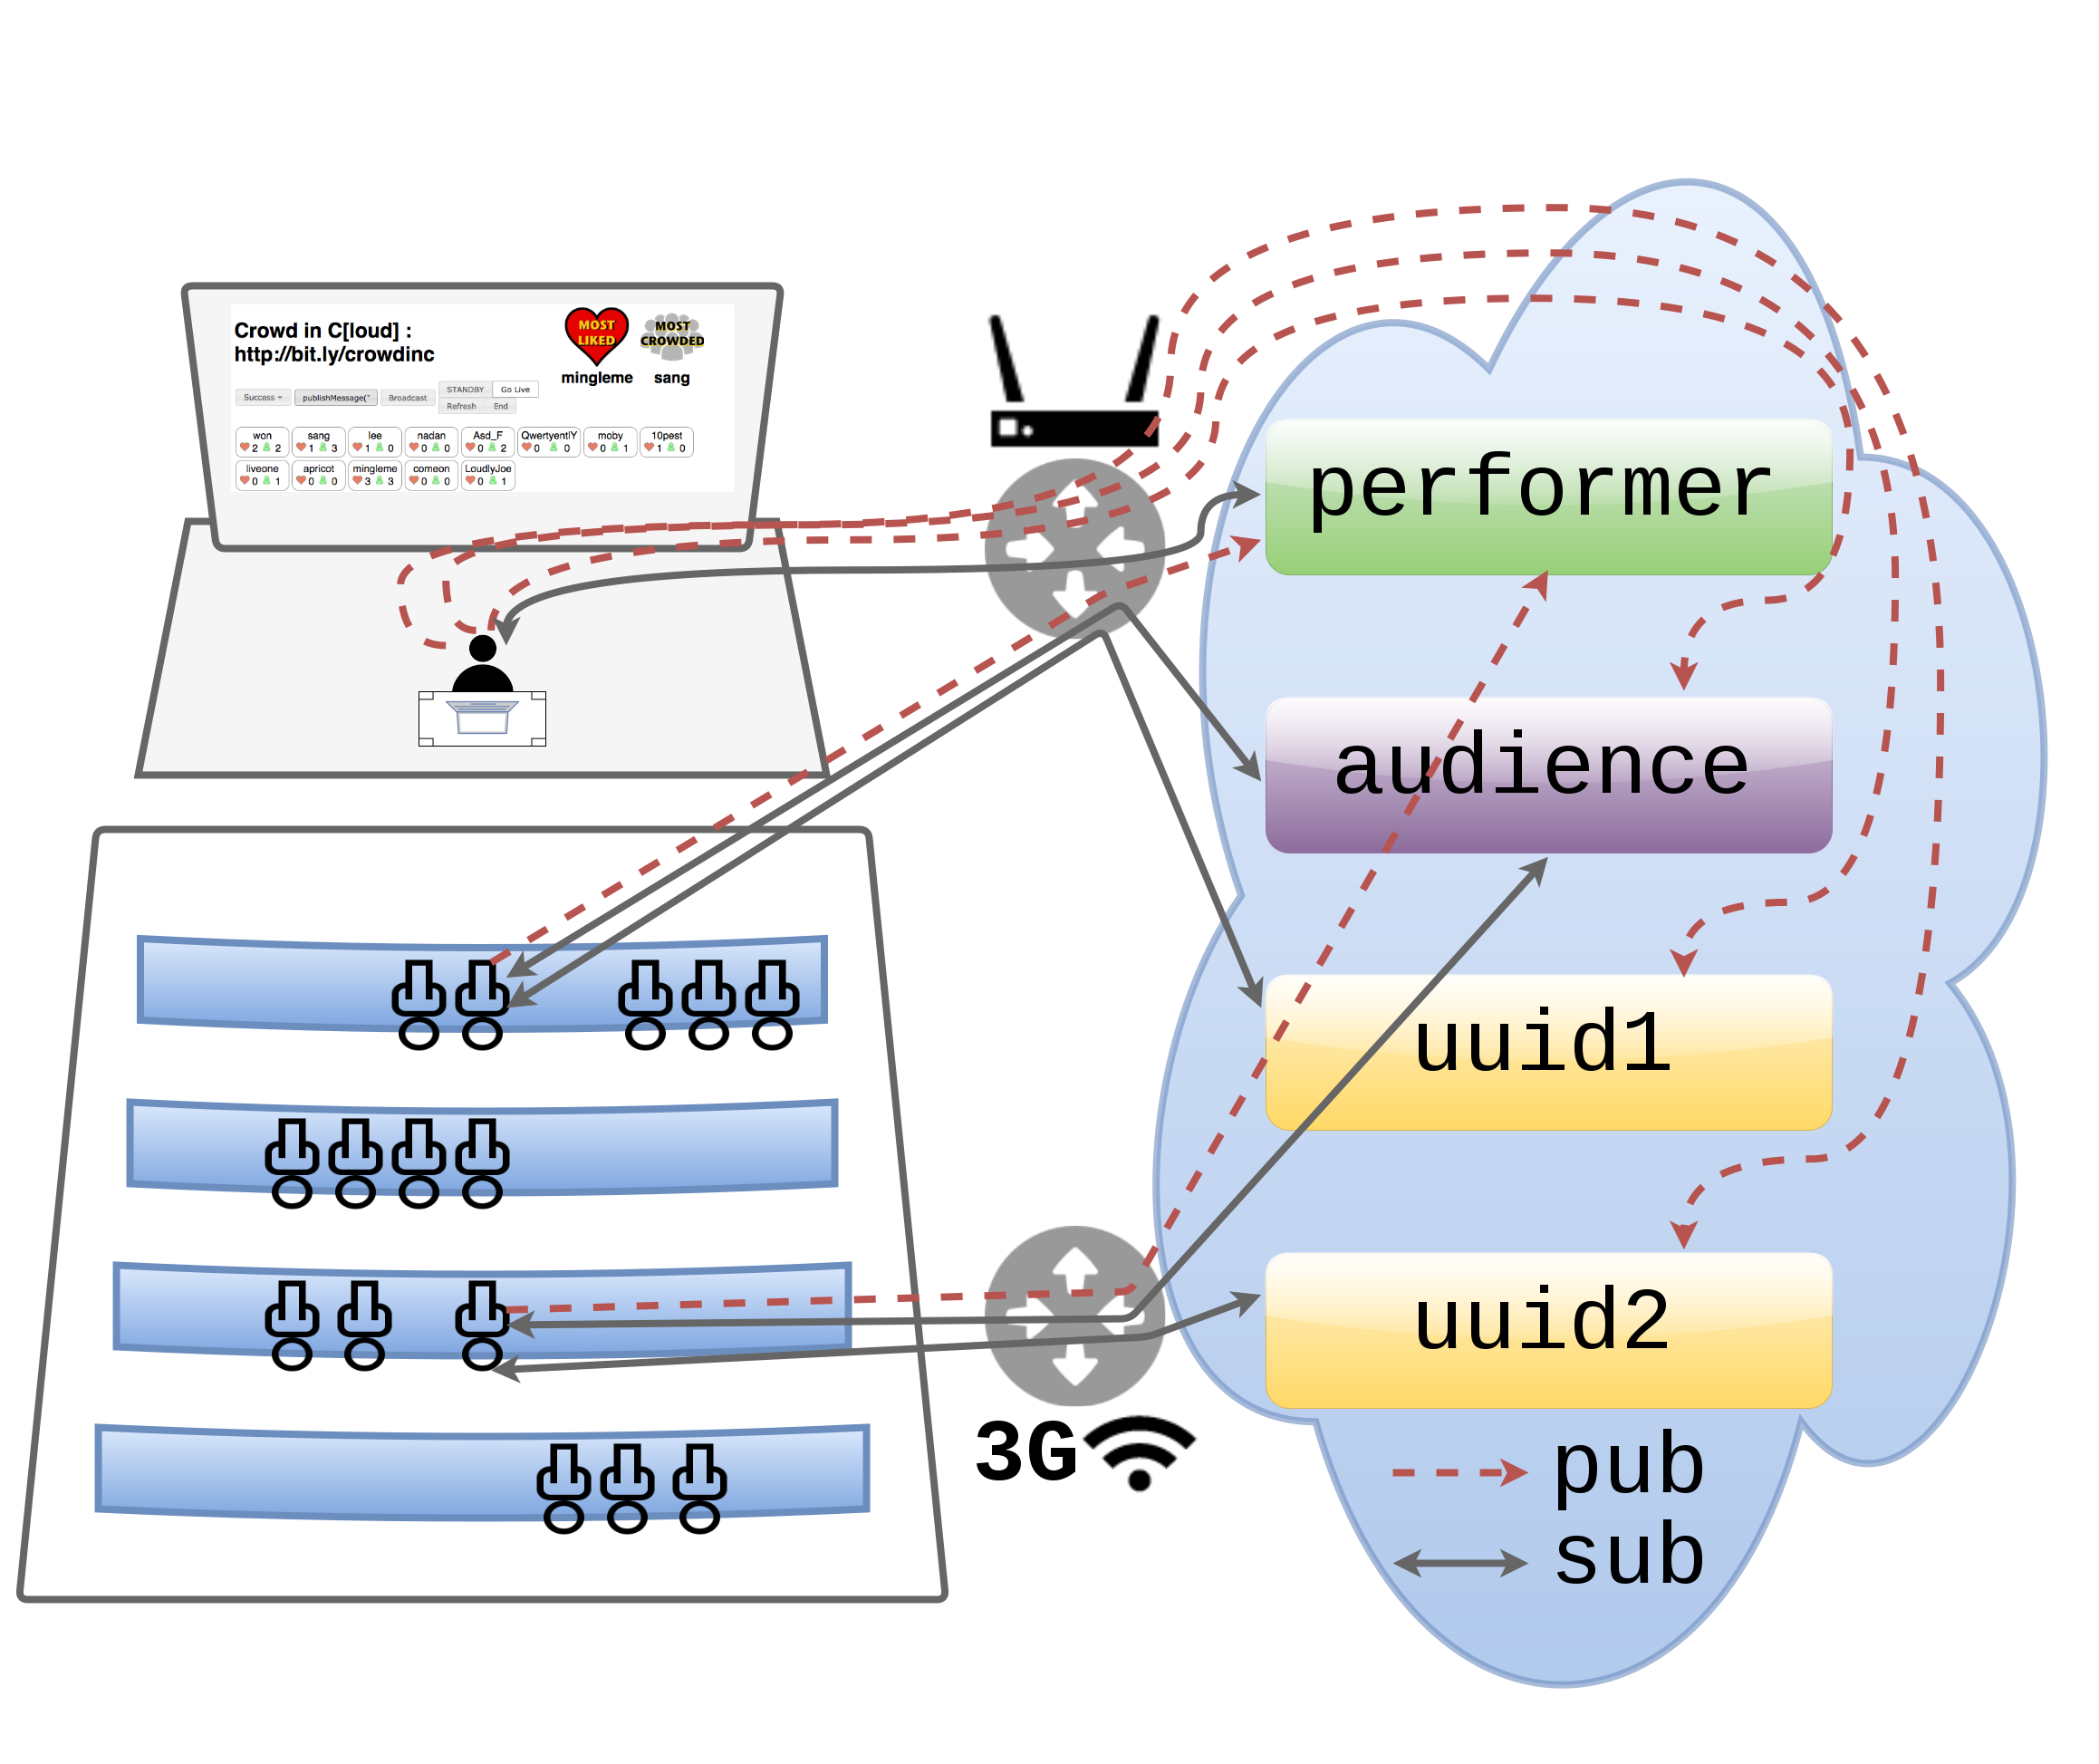 Crowd in C[loud] :
http://bit.ly/crowdinc
MOST
LIKED
mingleme
MOST
CROWDED
sang
Success
publishMessage("
Broadcast
STANDBY
Go Live
Refresh
End
won
2 2
sang
1 3
lee
1 0
nadan
0 0
Asd_F
0 2
QwertyentlY
0 0
moby
0 1
10pest
1 0
liveone
0 1
apricot
0 0
mingleme
3 3
comeon
0 0
LoudlyJoe
0 1
performer
audience
uuid1
uuid2
3G
pub
sub